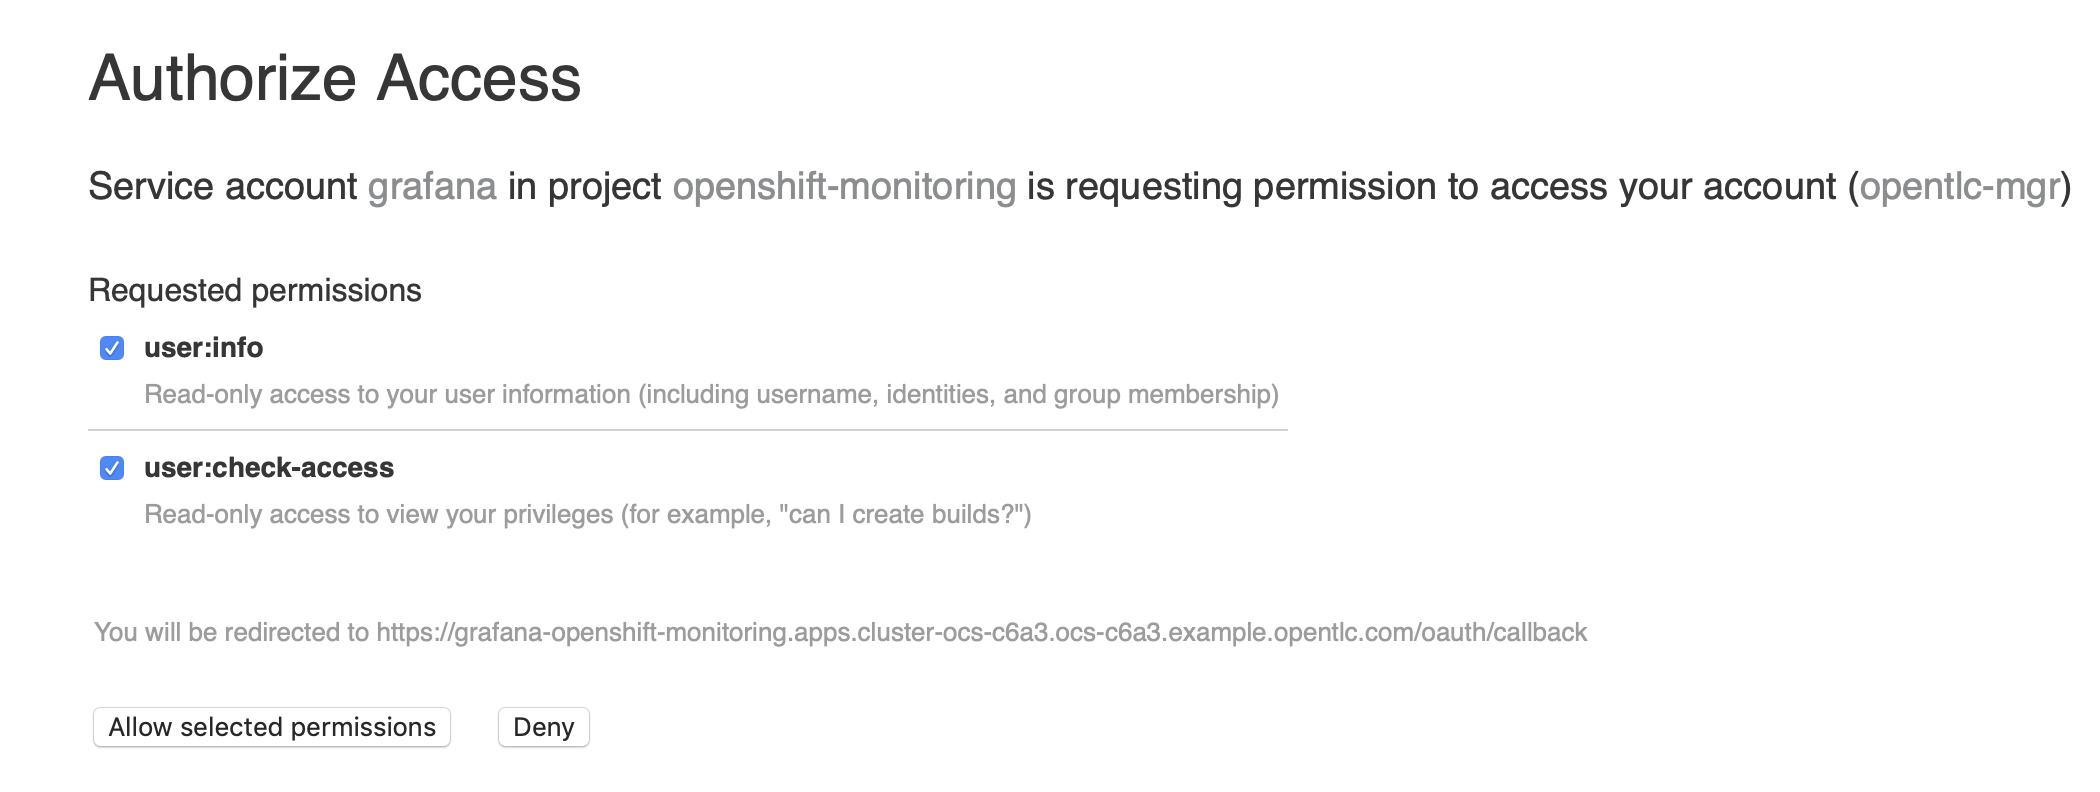 Authorize Access
Service account grafana in project openshift-monitoring is requesting permission to access your account (opentlc-mgr)
Requested permissions
user:info
Read-only access to your user information (including username, identities, and group membership)
user:check-access
Read-only access to view your privileges (for example, "can I create builds?")
You will be redirected to https://grafana-openshift-monitoring.apps.cluster-ocs-c6a3.ocs-c6a3.example.opentlc.com/oauth/callback
Allow selected permissions Deny